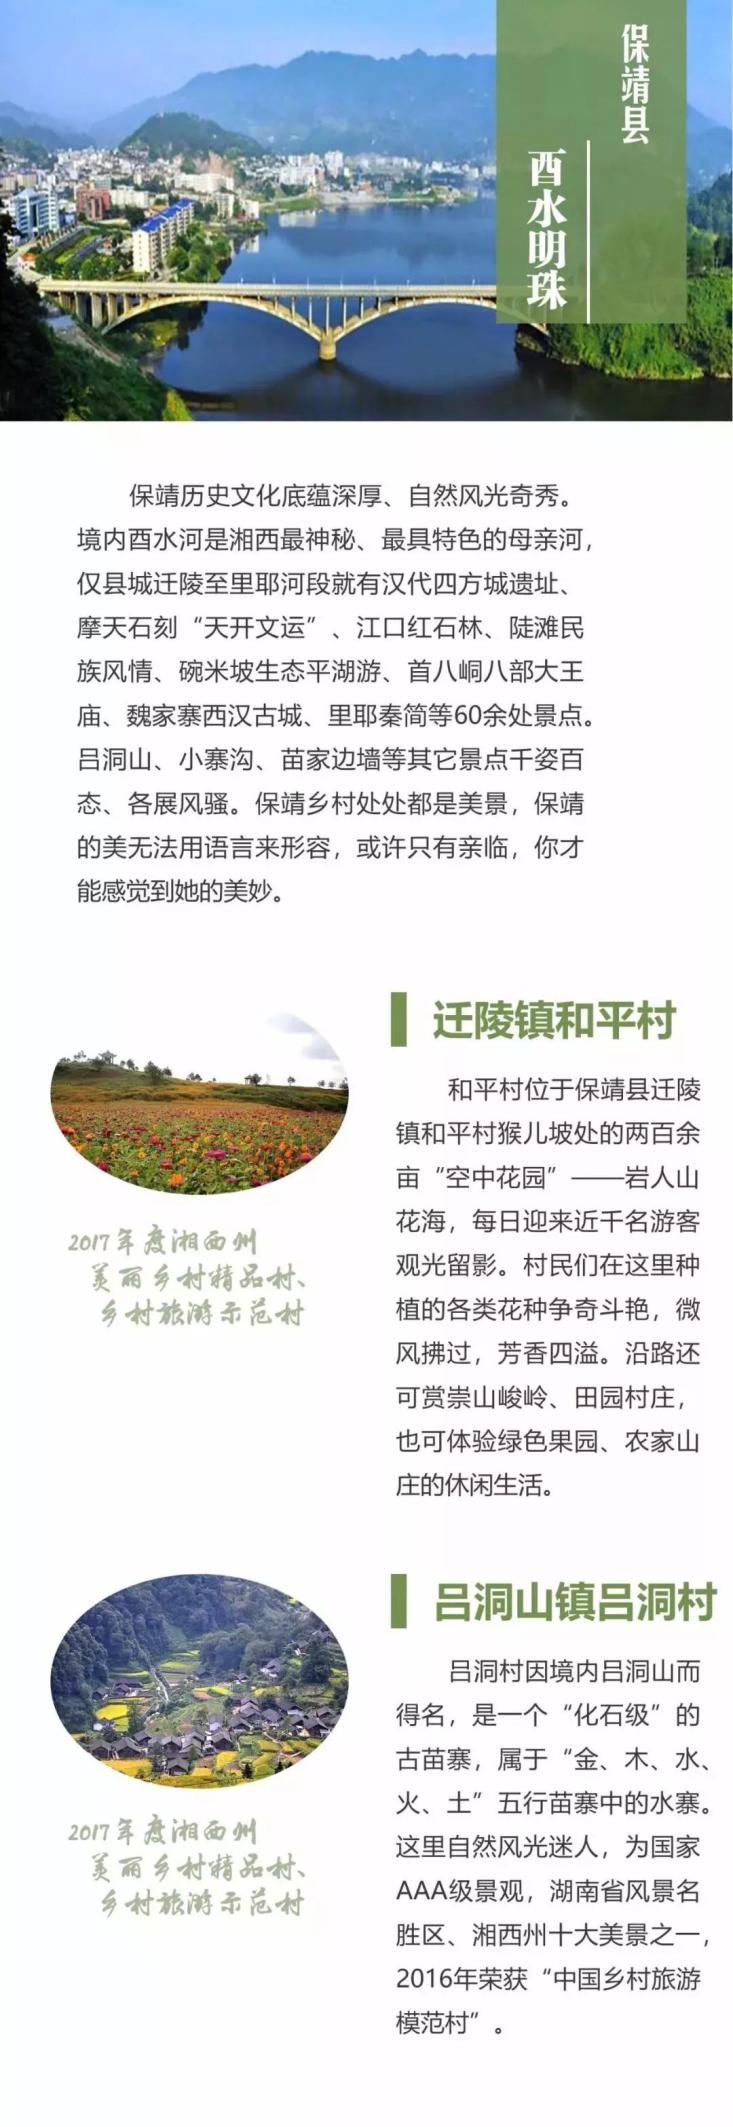 保靖县
酉水明珠
保靖历史文化底蕴深厚、自然风光奇秀。
境内酉水河是湘西最神秘、最具特色的母亲河，
仅县城迁陵至里耶河段就有汉代四方城遗址、
摩天石刻“天开文运”、江口红石林、陡滩民
族风情、碗米坡生态平湖游、首八峒八部大王
庙、魏家寨西汉古城、里耶秦简等60余处景点。
吕洞山、小寨沟、苗家边墙等其它景点千姿百
态、各展风骚。保靖乡村处处都是美景，保靖
的美无法用语言来形容，或许只有亲临，你才
能感觉到她的美妙。
迁陵镇和平村
和平村位于保靖县迁陵
镇和平村猴儿坡处的两百余
亩“空中花园”——岩人山
花海，每日迎来近千名游客
观光留影。村民们在这里种
植的各类花种争奇斗艳，微
风拂过，芳香四溢。沿路还
可赏崇山峻岭、田园村庄，
也可体验绿色果园、农家山
庄的休闲生活。
2017年度湘西州
美丽乡村精品村、
乡村旅游示范村
吕洞山镇吕洞村
吕洞村因境内吕洞山而
得名，是一个“化石级”的
古苗寨，属于“金、木、水、
火、土”五行苗寨中的水寨。
这里自然风光迷人，为国家
AAA级景观，湖南省风景名
胜区、湘西州十大美景之一，
2016年荣获“中国乡村旅游
模范村”。
2017年度湘西州
美丽乡村精品村、
乡村旅游示范村